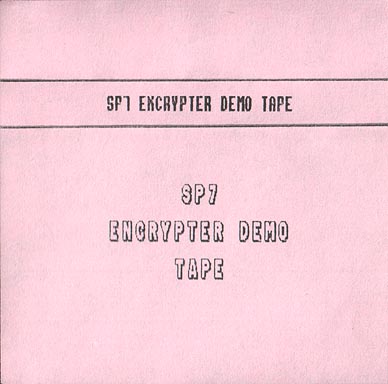 SP7 ENCRYPTER DEMO TAPE
SP7
ENCRYPTER DEMO
TAPE